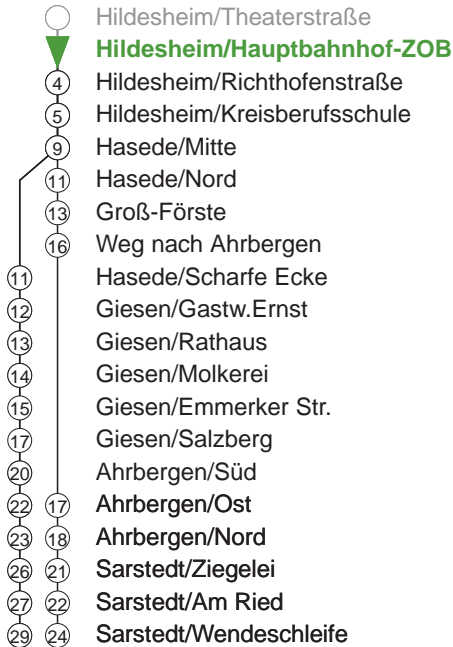 Hildesheim/Theaterstraße
Hildesheim/Hauptbahnhof-ZOB
4 Hildesheim/Richthofenstraße
5 Hildesheim/Kreisberufsschule
9 Hasede/Mitte
11 Hasede/Nord
13 Groß-Förste
16 Weg nach Ahrbergen
11 Hasede/Scharfe Ecke
12 Giesen/Gastw.Ernst
13 Giesen/Rathaus
14 Giesen/Molkerei
15 Giesen/Emmerker Str.
17 Giesen/Salzberg
20 Ahrbergen/Süd
22 17 Ahrbergen/Ost
23 18 Ahrbergen/Nord
26 21 Sarstedt/Ziegelei
27 22 Sarstedt/Am Ried
29 24 Sarstedt/Wendeschleife